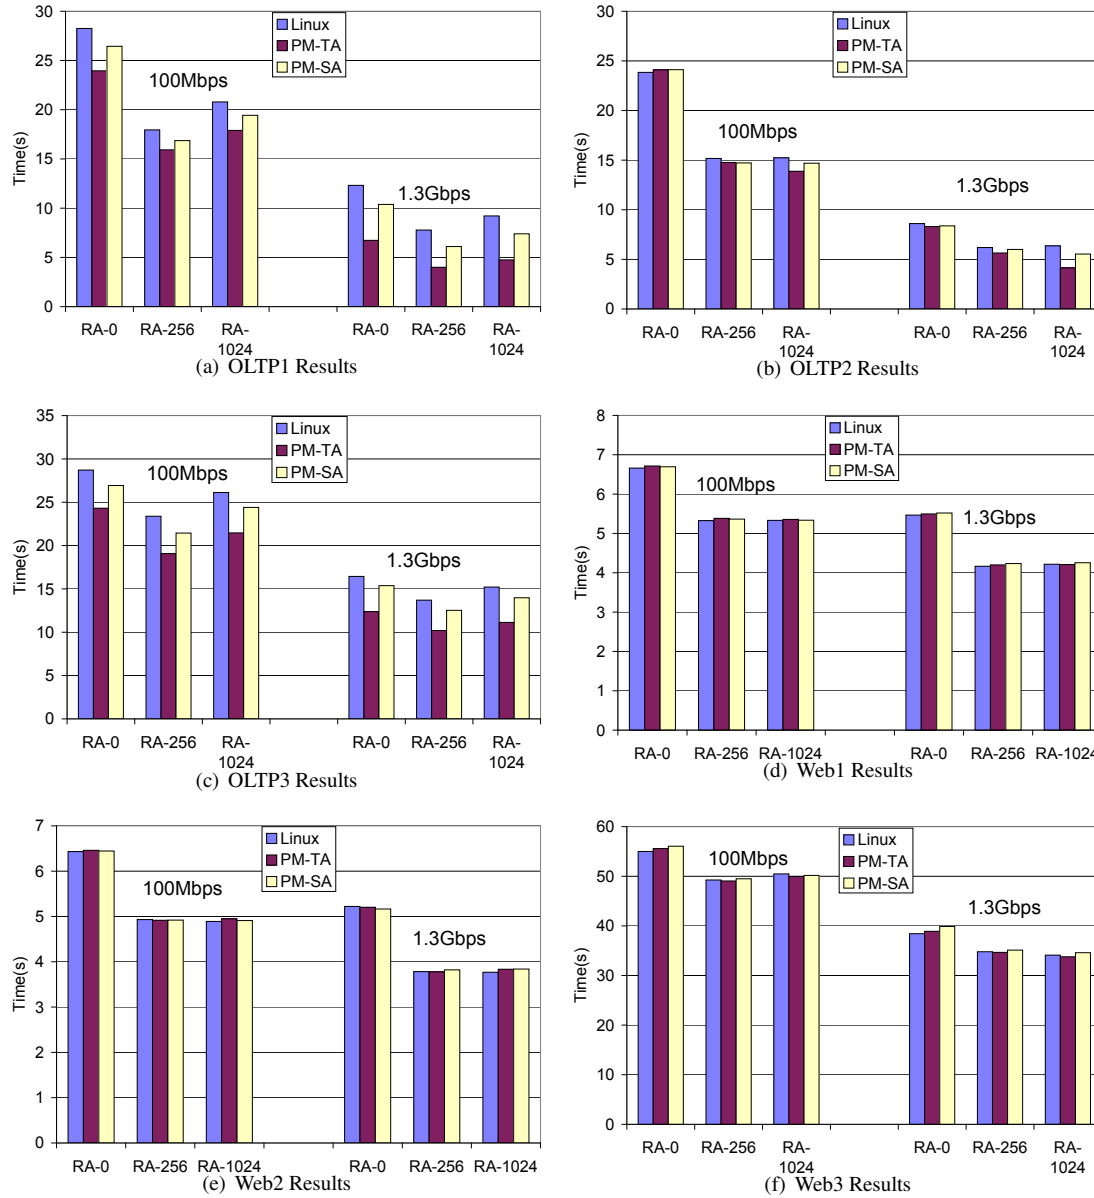 30
25
20
15
10
5
0
Time(s)
Linux
PM-TA
PM-SA
100Mbps
1.3Gbps
RA-0
RA-256
RA-
1024
RA-0
RA-256
RA-
1024
(a) OLTP1 Results
30
25
20
15
10
5
0
Time(s)
Linux
PM-TA
PM-SA
100Mbps
1.3Gbps
RA-0
RA-256
RA-
1024
RA-0
RA-256
RA-
1024
(b) OLTP2 Results
35
30
25
20
15
10
5
0
Time(s)
Linux
PM-TA
PM-SA
100Mbps
1.3Gbps
RA-0
RA-256
RA-
1024
RA-0
RA-256
RA-
1024
(c) OLTP3 Results
8
7
6
5
4
3
2
1
0
Time(s)
Linux
PM-TA
PM-SA
100Mbps
1.3Gbps
RA-0
RA-256
RA-1024
RA-0
RA-256
RA-1024
(d) Web1 Results
7
6
5
4
3
2
1
0
Time(s)
Linux
PM-TA
PM-SA
100Mbps
1.3Gbps
RA-0
RA-256
RA-1024
RA-0
RA-256
RA-1024
(e) Web2 Results
60
50
40
30
20
10
0
Time(s)
Linux
PM-TA
PM-SA
100Mbps
1.3Gbps
RA-0
RA-256
RA-
1024
RA-0
RA-256
RA-
1024
(f) Web3 Results